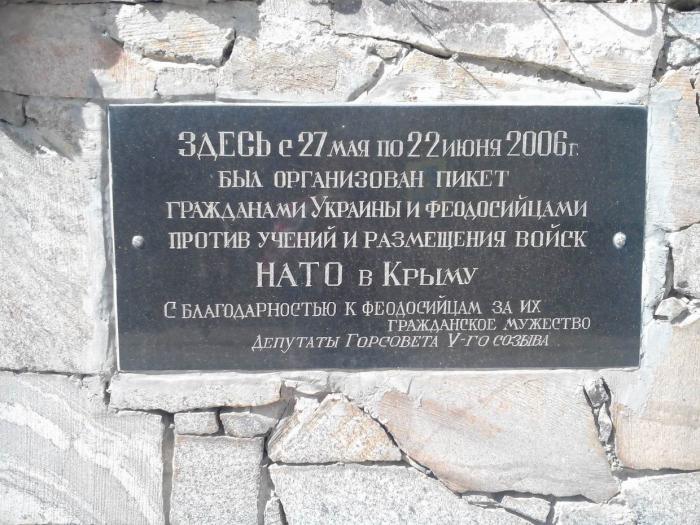 ЗДЕСЬ с 27 мая по 22 июня 2006 г.
был организован пикет
гражданами Украины и феодосийцами
против учений и размещения войск
НАТО в Крыму
С благодарностью к феодосийцам за их
гражданское мужество
Депутаты Горсовета V-го созыва